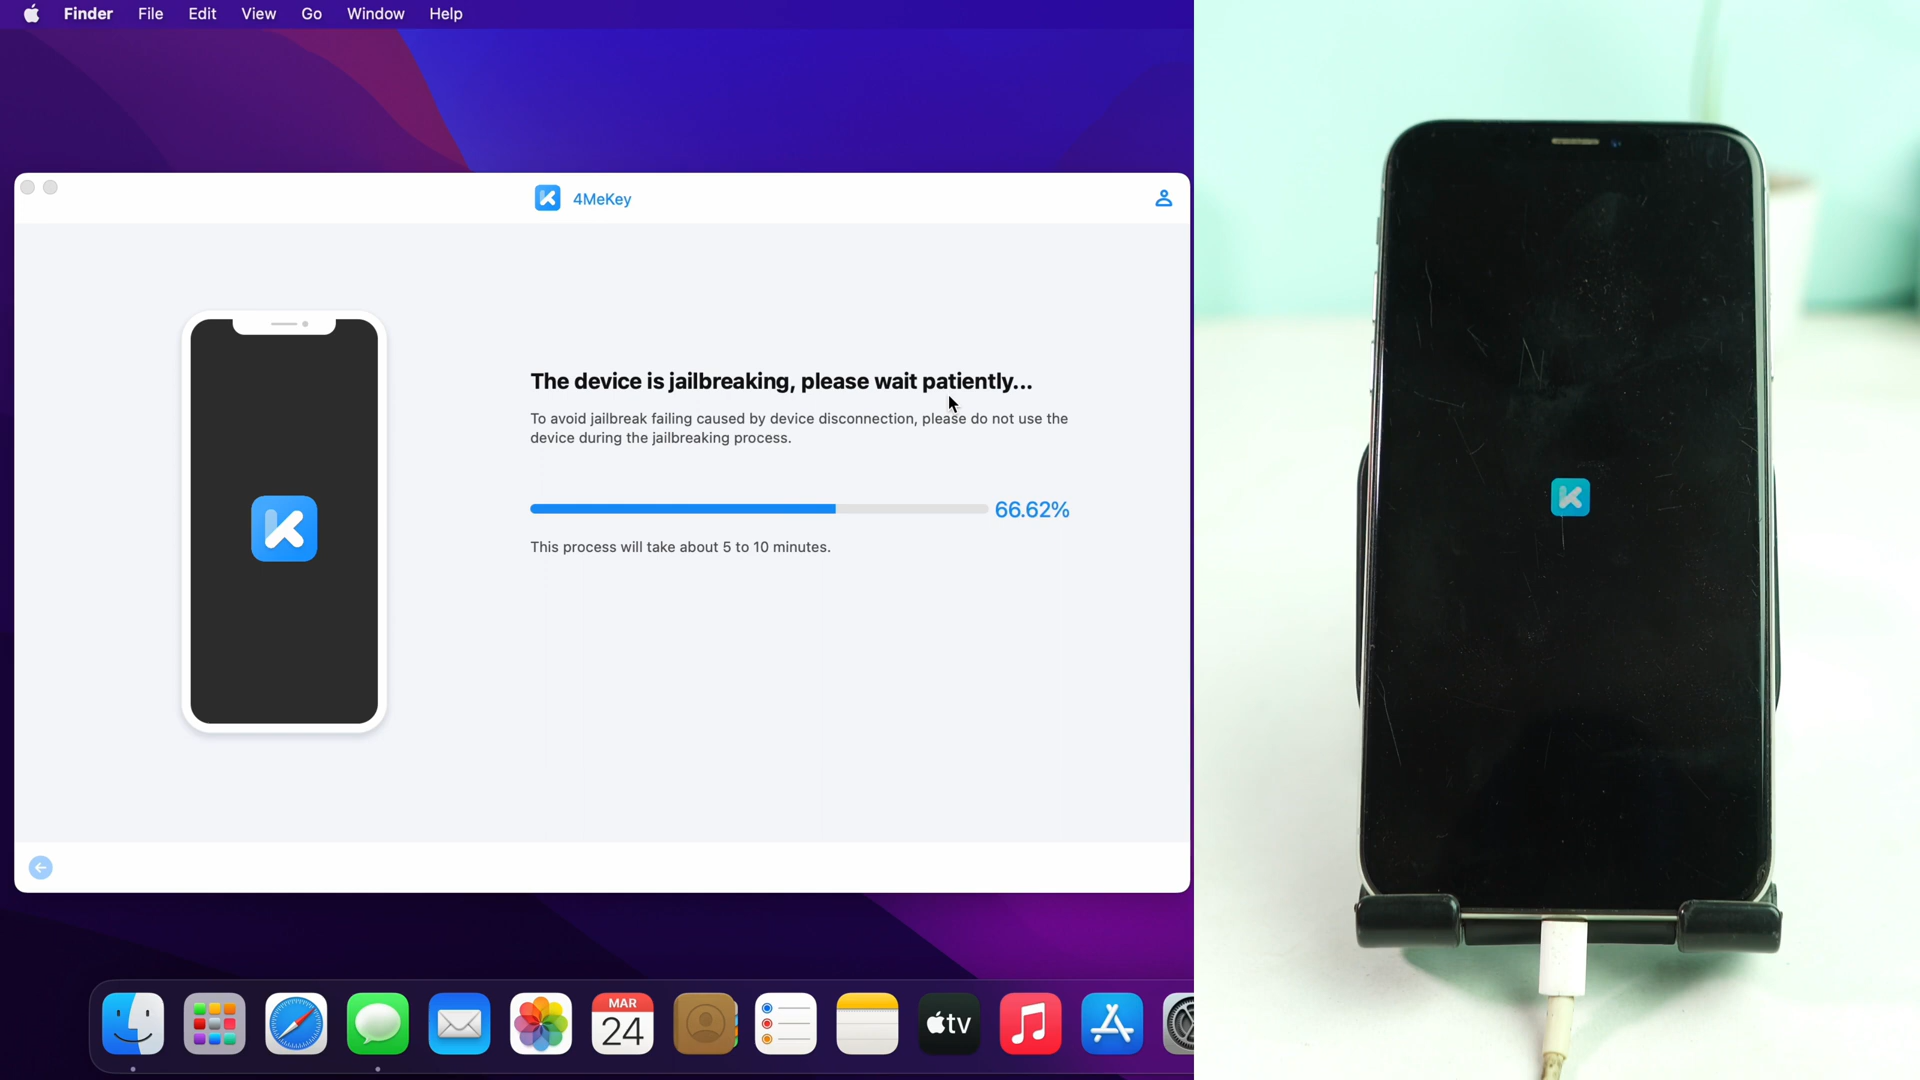 Finder File Edit View Go Window Help
4MeKey
The device is jailbreaking, please wait patiently...
To avoid jailbreak failing caused by device disconnection, please do not use the
device during the jailbreaking process.
66.62%
This process will take about 5 to 10 minutes.
MAR
24
tv